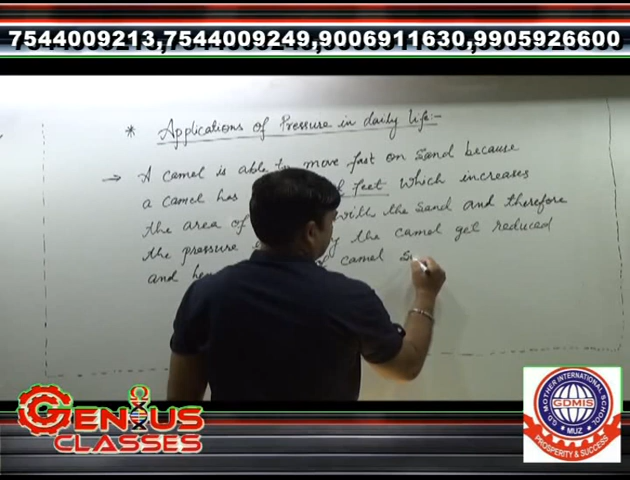 7544009213,7544009249,9006911630,9905926600
* Applications of Pressure in daily life:-
→ A camel is able to move fast on sand because
a camel has feet which increases
the area of with the sand and therefore
the pressure the camel get reduced
and camel
GENIUS
CLASSES
G.D. MOTHER INTERNATIONAL SCHOOL
GDMIS
MUZ
PROSPERITY & SUCCESS